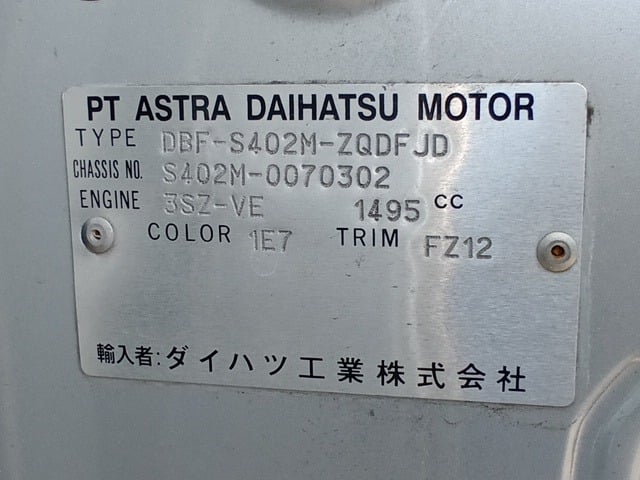 PT ASTRA DAIHATSU MOTOR
TYPE DBF-S402M-ZQDFJD
CHASSIS NO. S402M-0070302
ENGINE 3SZ-VE 1495 CC
COLOR 1E7 TRIM FZ12
輸入者:ダイハツ工業株式会社